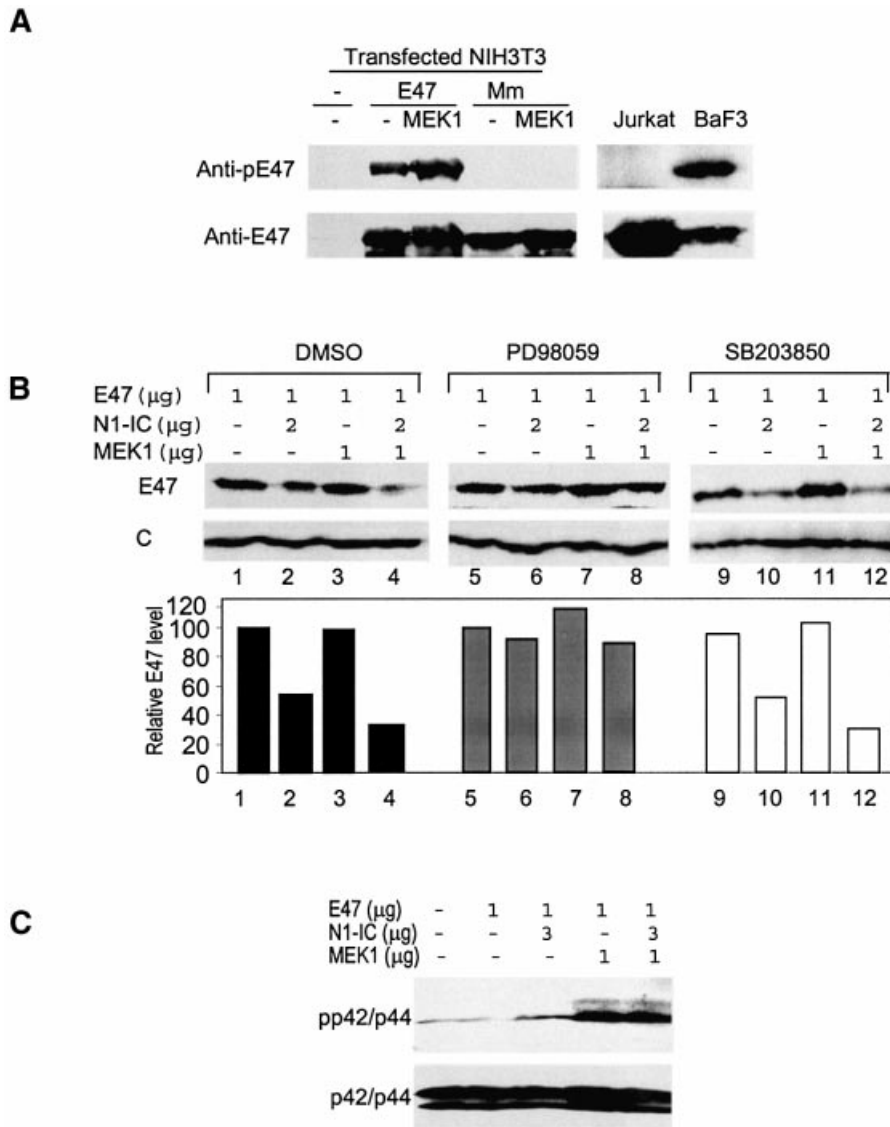 A
Transfected NIH3T3
- E47 Mm
- - MEK1 - MEK1 Jurkat BaF3
Anti-pE47
Anti-E47
B
DMSO PD98059 SB203850
E47 (μg) 1 1 1 1 1 1 1 1 1 1 1 1
N1-IC (μg) - 2 - 2 - 2 - 2 - 2 - 2
MEK1 (μg) - - 1 1 - - 1 1 - - 1 1
E47
C
1 2 3 4 5 6 7 8 9 10 11 12
Relative E47 level
120
100
80
60
40
20
0
1 2 3 4 5 6 7 8 9 10 11 12
C
E47 (μg) - 1 1 1 1
N1-IC (μg) - - 3 - 3
MEK1 (μg) - - - 1 1
pp42/p44
p42/p44